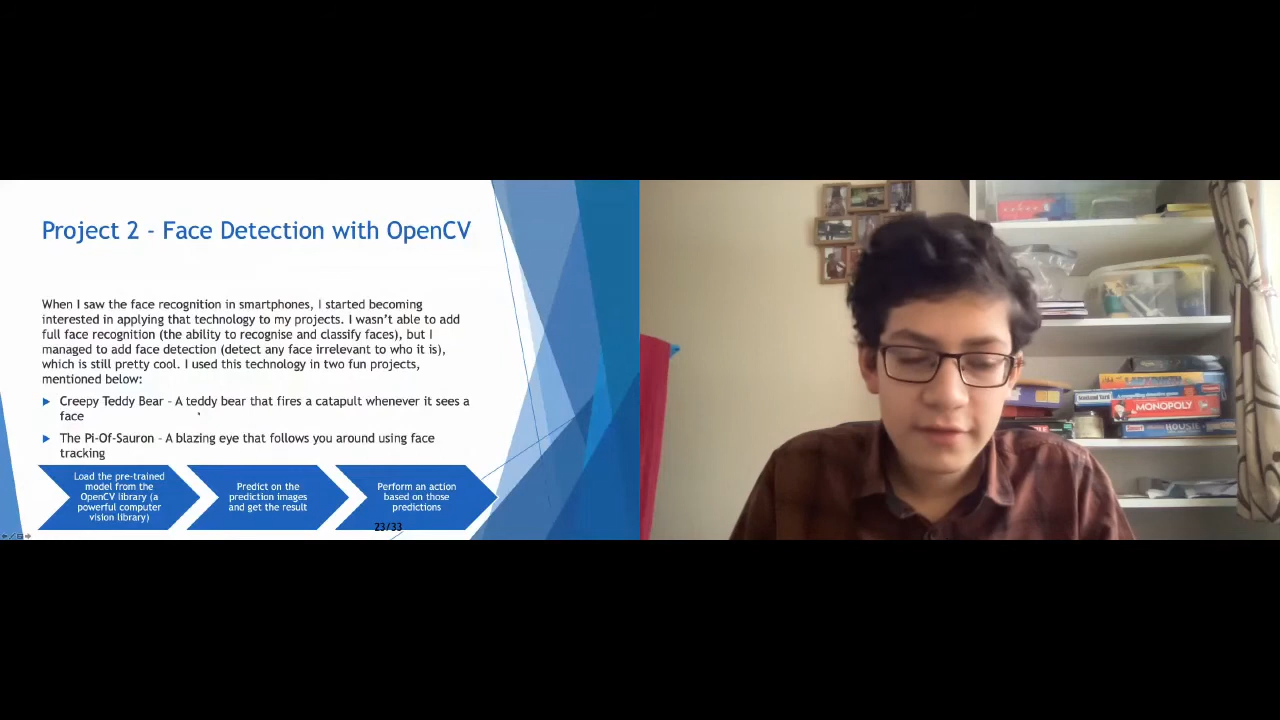 Project 2 - Face Detection with OpenCV
When I saw the face recognition in smartphones, I started becoming
interested in applying that technology to my projects. I wasn't able to add
full face recognition (the ability to recognise and classify faces), but I
managed to add face detection (detect any face irrelevant to who it is),
which is still pretty cool. I used this technology in two fun projects,
mentioned below:
Creepy Teddy Bear - A teddy bear that fires a catapult whenever it sees a
face
The Pi-Of-Sauron - A blazing eye that follows you around using face
tracking
Load the pre-trained
model from the
OpenCV library (a
powerful computer
vision library)
Predict on the
prediction images
and get the result
Perform an action
based on those
predictions
23/33
Scotland Yard
MONOPOLY
HOUSIE